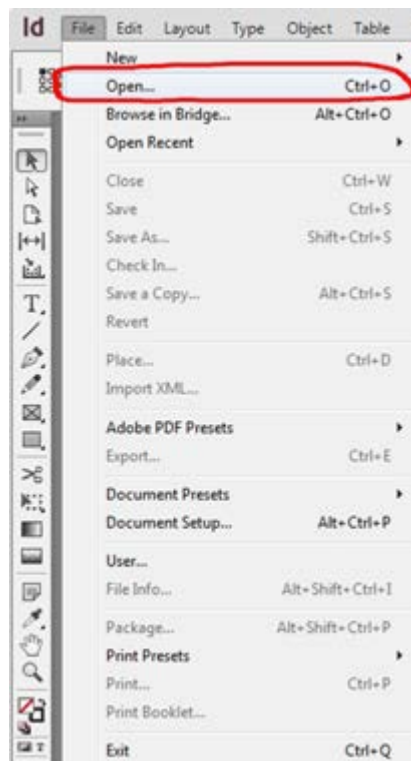 Id File Edit Layout Type Object Table
New
Open... Ctrl+O
Browse in Bridge... Alt+Ctrl+O
Open Recent
Close Ctrl+W
Save Ctrl+S
Save As... Shift+Ctrl+S
Check In...
Save a Copy... Alt+Ctrl+S
Revert
Place... Ctrl+D
Import XML...
Adobe PDF Presets
Export... Ctrl+E
Document Presets
Document Setup... Alt+Ctrl+P
User...
File Info... Alt+Shift+Ctrl+I
Package... Alt+Shift+Ctrl+P
Print Presets
Print... Ctrl+P
Print Booklet...
Exit Ctrl+Q